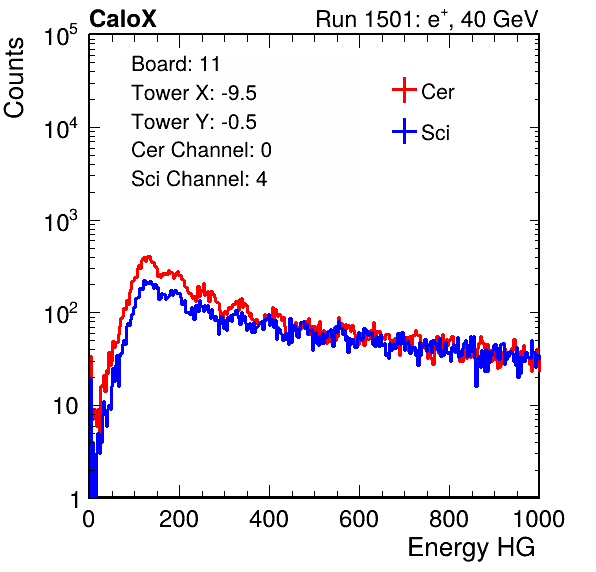 CaloX Run 1501: e⁺, 40 GeV
Counts
10⁵
10⁴
10³
10²
10
1
Board: 11
Tower X: -9.5
Tower Y: -0.5
Cer Channel: 0
Sci Channel: 4
Cer
Sci
0 200 400 600 800 1000
Energy HG